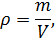 ρ = m/V,